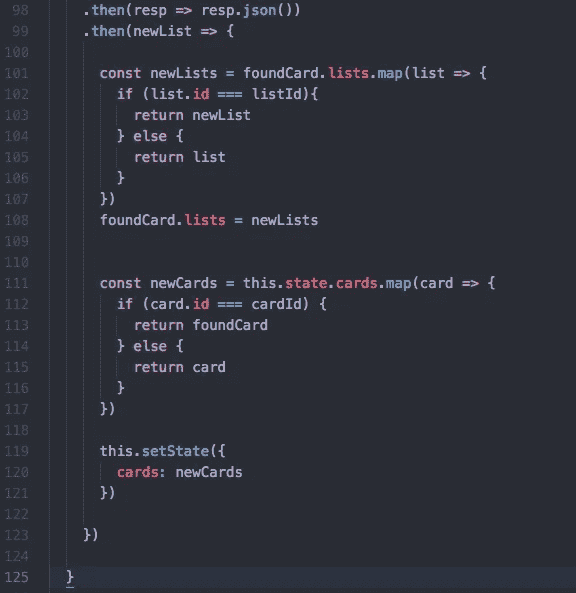 98 .then(resp => resp.json())
99 .then(newList => {
100
101 const newLists = foundCard.lists.map(list => {
102 if (list.id === listId){
103 return newList
104 } else {
105 return list
106 }
107 })
108 foundCard.lists = newLists
109
110
111 const newCards = this.state.cards.map(card => {
112 if (card.id === cardId) {
113 return foundCard
114 } else {
115 return card
116 }
117 })
118
119 this.setState({
120 cards: newCards
121 })
122
123 })
124
125 }